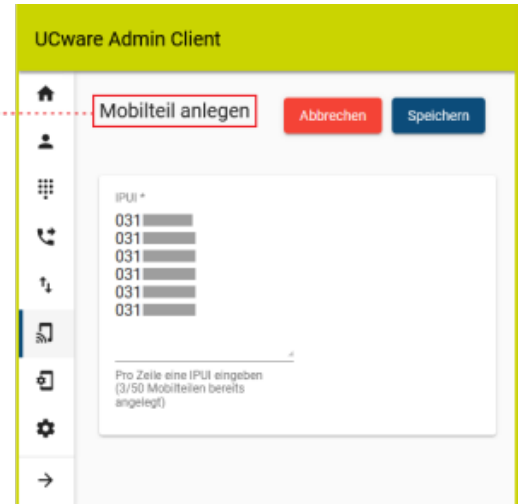 UCware Admin Client
Mobilteil anlegen
Abbrechen
Speichern
IPUI *
031
031
031
031
031
031
Pro Zeile eine IPUI eingeben
(3/50 Mobilteilen bereits
angelegt)